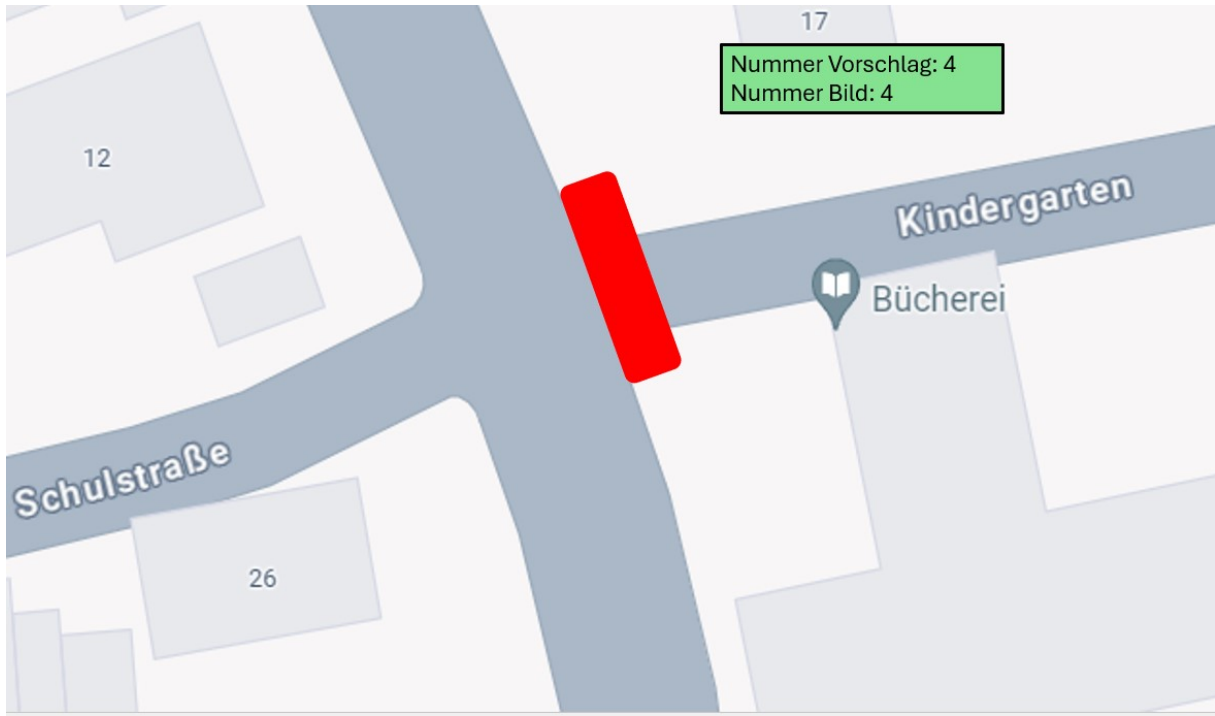 17
Nummer Vorschlag: 4
Nummer Bild: 4
12
Kindergarten
Bücherei
Schulstraße
26